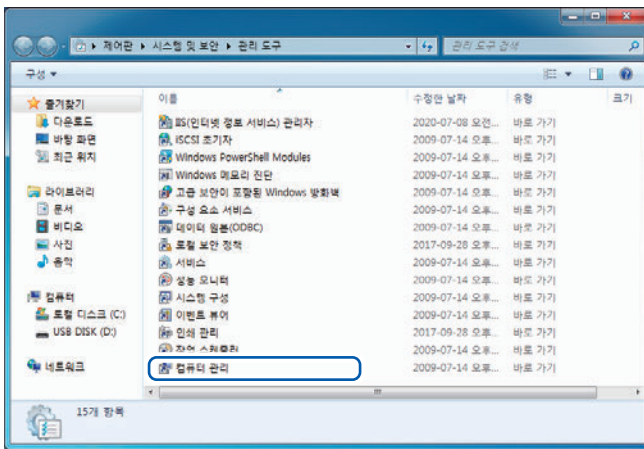 제어판 ▶ 시스템 및 보안 ▶ 관리 도구
관리 도구 검색
구성
이름 수정한 날짜 유형 크기
즐겨찾기
다운로드
바탕 화면
최근 위치
라이브러리
문서
비디오
사진
음악
컴퓨터
로컬 디스크 (C:)
USB DISK (D:)
네트워크
IIS(인터넷 정보 서비스) 관리자 2020-07-08 오전... 바로 가기
iSCSI 초기자 2009-07-14 오후... 바로 가기
Windows PowerShell Modules 2009-07-14 오후... 바로 가기
Windows 메모리 진단 2009-07-14 오후... 바로 가기
고급 보안이 포함된 Windows 방화벽 2009-07-14 오후... 바로 가기
구성 요소 서비스 2009-07-14 오후... 바로 가기
데이터 원본(ODBC) 2009-07-14 오후... 바로 가기
로컬 보안 정책 2017-09-28 오후... 바로 가기
서비스 2009-07-14 오후... 바로 가기
성능 모니터 2009-07-14 오후... 바로 가기
시스템 구성 2009-07-14 오후... 바로 가기
이벤트 뷰어 2009-07-14 오후... 바로 가기
인쇄 관리 2017-09-28 오후... 바로 가기
작업 스케줄러 2009-07-14 오후... 바로 가기
컴퓨터 관리 2009-07-14 오후... 바로 가기
15개 항목